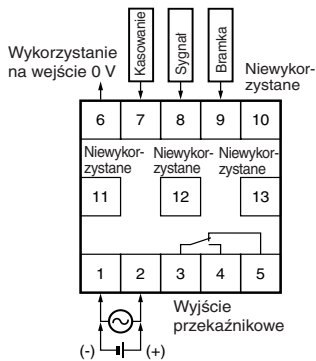 Wykorzystanie
na wejście 0 V
Kasowanie
Sygnał
Bramka
Niewykor-
zystane
6 7 8 9 10
Niewykor-
zystane
Niewykor-
zystane
Niewykor-
zystane
11 12 13
1 2 3 4 5
Wyjście
przekaźnikowe
(-) (+)